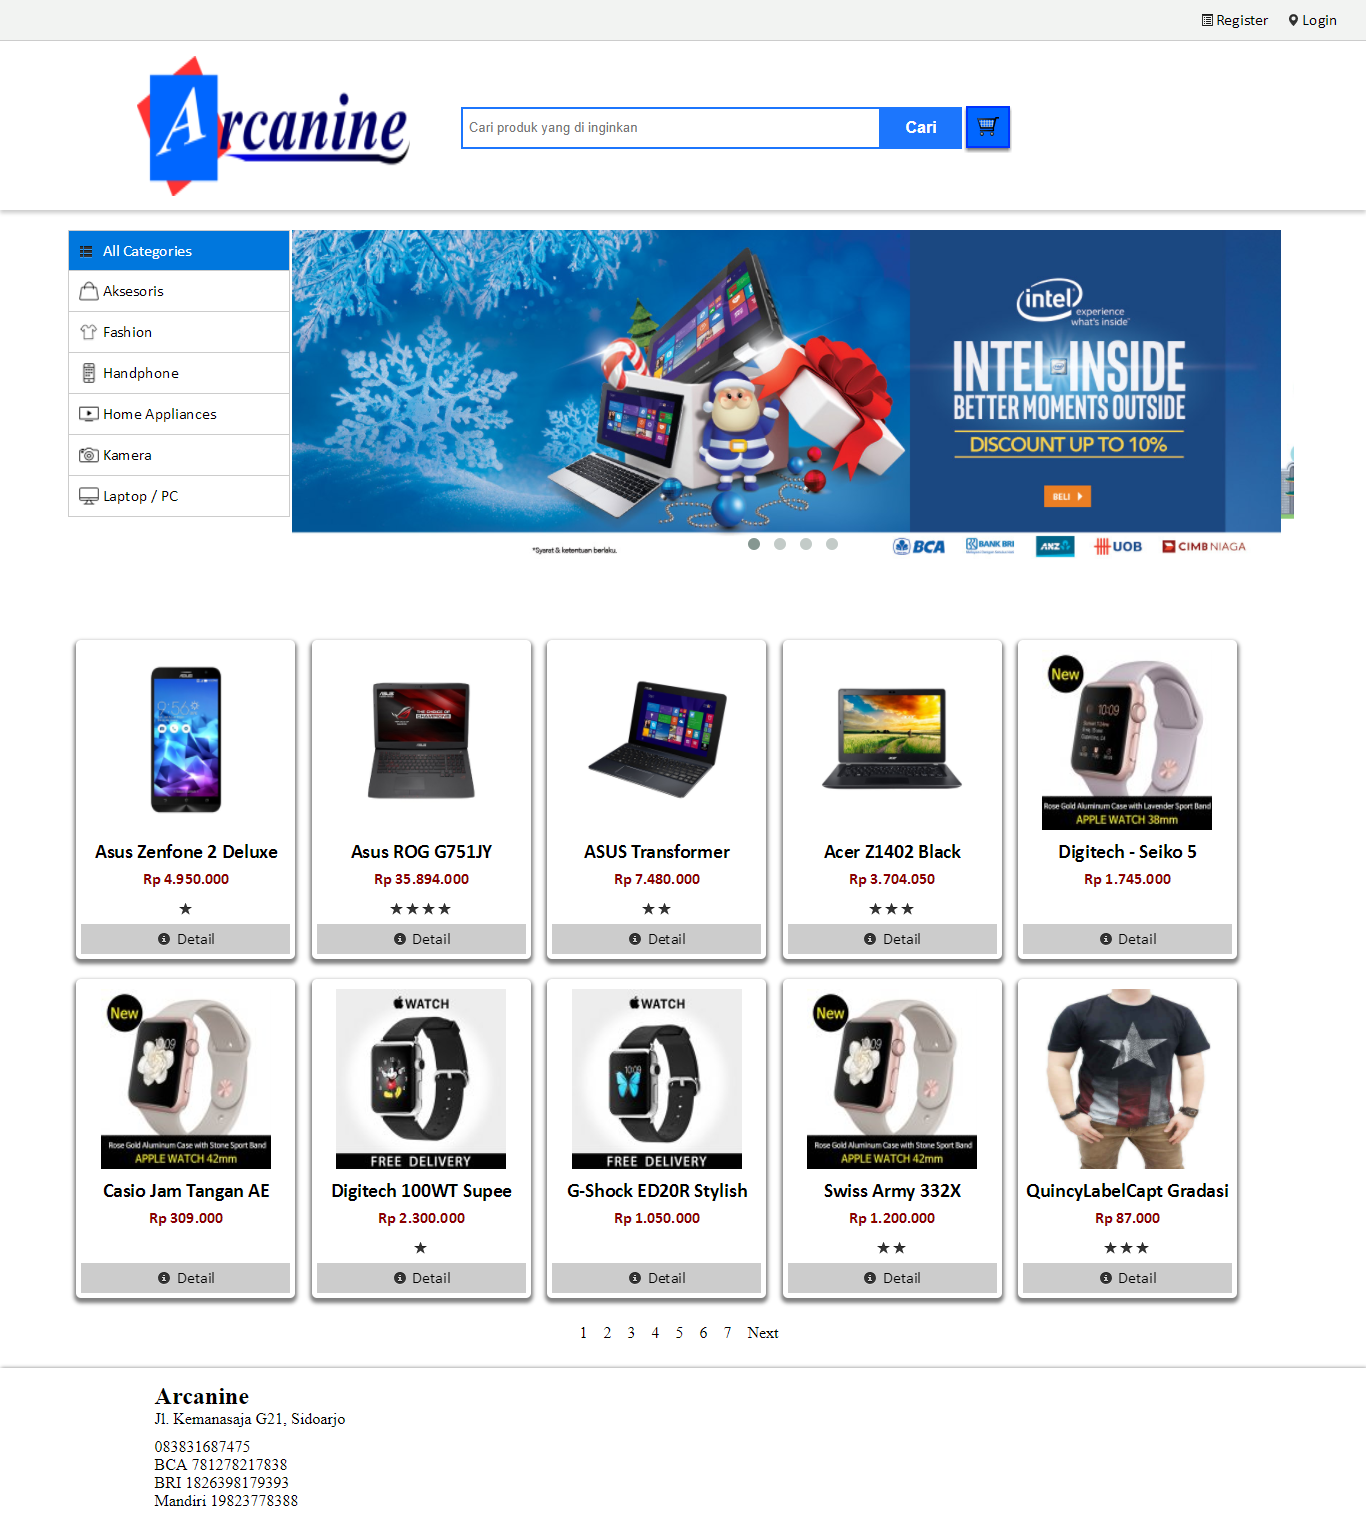 Register Login
Arcanine
Cari produk yang di inginkan Cari
All Categories
Aksesoris
Fashion
Handphone
Home Appliances
Kamera
Laptop / PC
intel
experience
what's inside™
INTEL INSIDE
BETTER MOMENTS OUTSIDE
DISCOUNT UP TO 10%
BELI
*Syarat & ketentuan berlaku.
BCA BANK BRI ANZ UOB CIMB NIAGA
New
Rose Gold Aluminum Case with Lavender Sport Band
APPLE WATCH 38mm
Asus Zenfone 2 Deluxe Asus ROG G751JY ASUS Transformer Acer Z1402 Black Digitech - Seiko 5
Rp 4.950.000 Rp 35.894.000 Rp 7.480.000 Rp 3.704.050 Rp 1.745.000
Detail Detail Detail Detail Detail
New WATCH WATCH New
Rose Gold Aluminum Case with Stone Sport Band Rose Gold Aluminum Case with Stone Sport Band
APPLE WATCH 42mm FREE DELIVERY FREE DELIVERY APPLE WATCH 42mm
Casio Jam Tangan AE Digitech 100WT Supee G-Shock ED20R Stylish Swiss Army 332X QuincyLabelCapt Gradasi
Rp 309.000 Rp 2.300.000 Rp 1.050.000 Rp 1.200.000 Rp 87.000
Detail Detail Detail Detail Detail
1 2 3 4 5 6 7 Next
Arcanine
Jl. Kemanasaja G21, Sidoarjo
083831687475
BCA 781278217838
BRI 1826398179393
Mandiri 19823778388